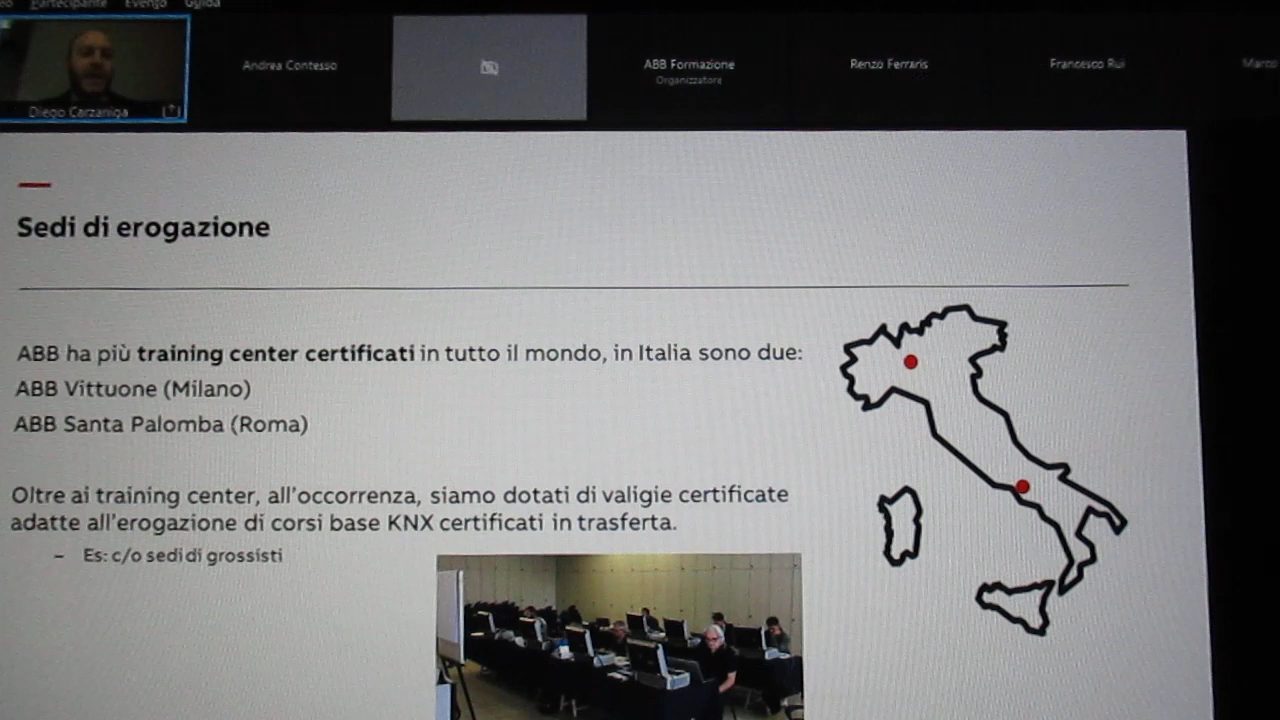 Partecipante Evento Guida
Diego Carzaniga
Andrea Contesso
ABB Formazione
Organizzatore
Renzo Ferraris
Francesco Rui
Marco
Sedi di erogazione
ABB ha più training center certificati in tutto il mondo, in Italia sono due:
ABB Vittuone (Milano)
ABB Santa Palomba (Roma)
Oltre ai training center, all'occorrenza, siamo dotati di valigie certificate
adatte all'erogazione di corsi base KNX certificati in trasferta.
– Es: c/o sedi di grossisti